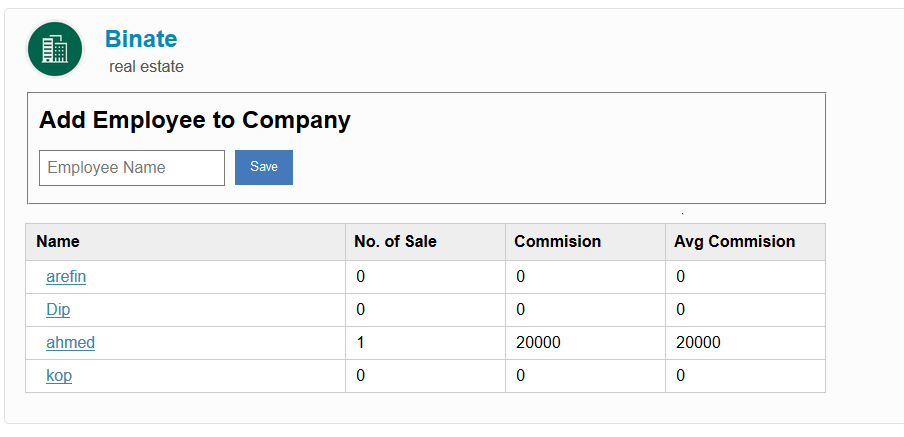 Binate
real estate
Add Employee to Company
Employee Name Save
Name No. of Sale Commision Avg Commision
arefin 0 0 0
Dip 0 0 0
ahmed 1 20000 20000
kop 0 0 0